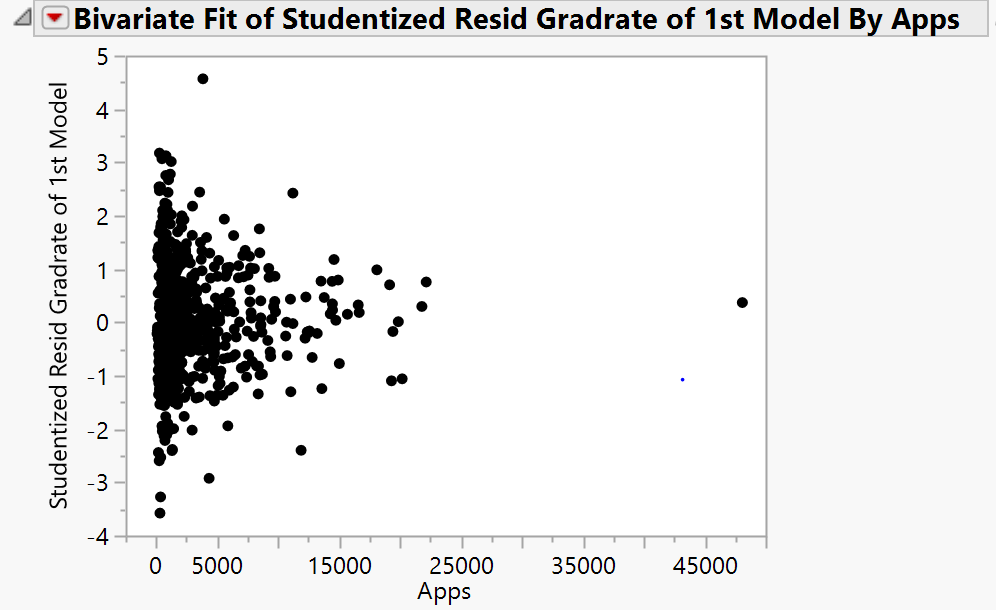 Bivariate Fit of Studentized Resid Gradrate of 1st Model By Apps
Studentized Resid Gradrate of 1st Model
5
4
3
2
1
0
-1
-2
-3
-4
0 5000 15000 25000 35000 45000
Apps